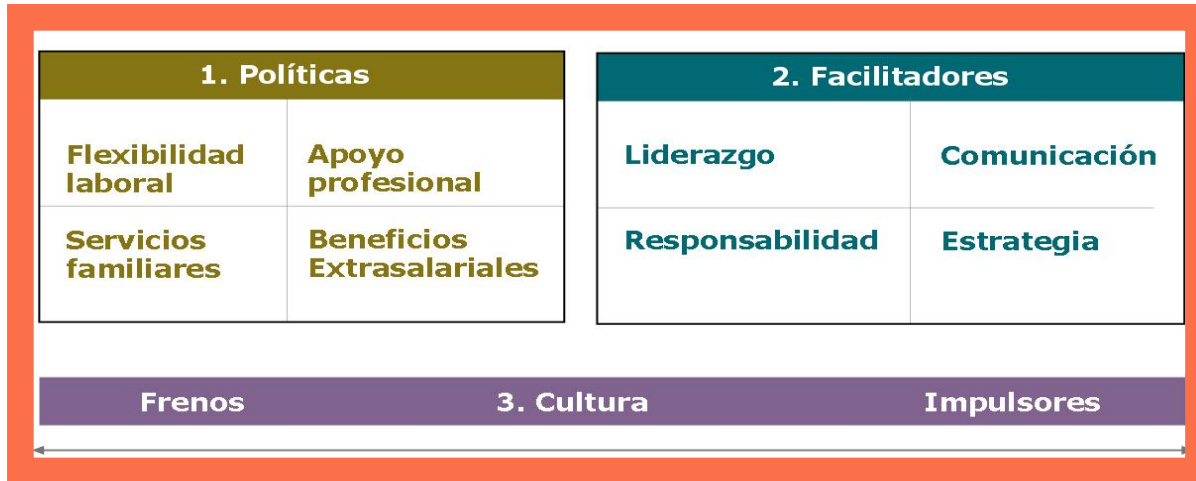 1. Políticas
Flexibilidad
laboral
Apoyo
profesional
Servicios
familiares
Beneficios
Extrasalariales
2. Facilitadores
Liderazgo
Comunicación
Responsabilidad
Estrategia
Frenos
3. Cultura
Impulsores